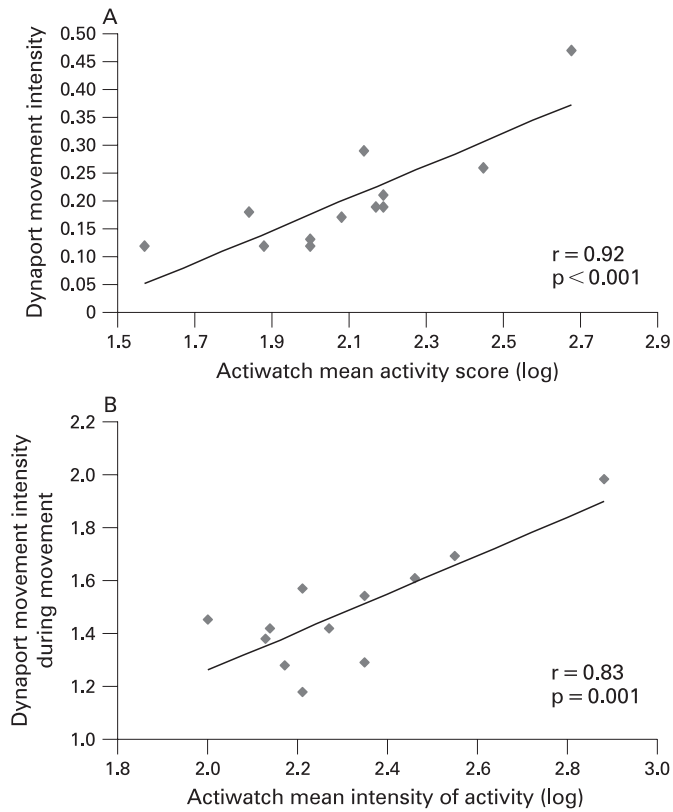 A
Dynaport movement intensity
0.50
0.45
0.40
0.35
0.30
0.25
0.20
0.15
0.10
0.05
0
r = 0.92
p < 0.001
1.5 1.7 1.9 2.1 2.3 2.5 2.7 2.9
Actiwatch mean activity score (log)
B
Dynaport movement intensity
during movement
2.2
2.0
1.8
1.6
1.4
1.2
1.0
r = 0.83
p = 0.001
1.8 2.0 2.2 2.4 2.6 2.8 3.0
Actiwatch mean intensity of activity (log)